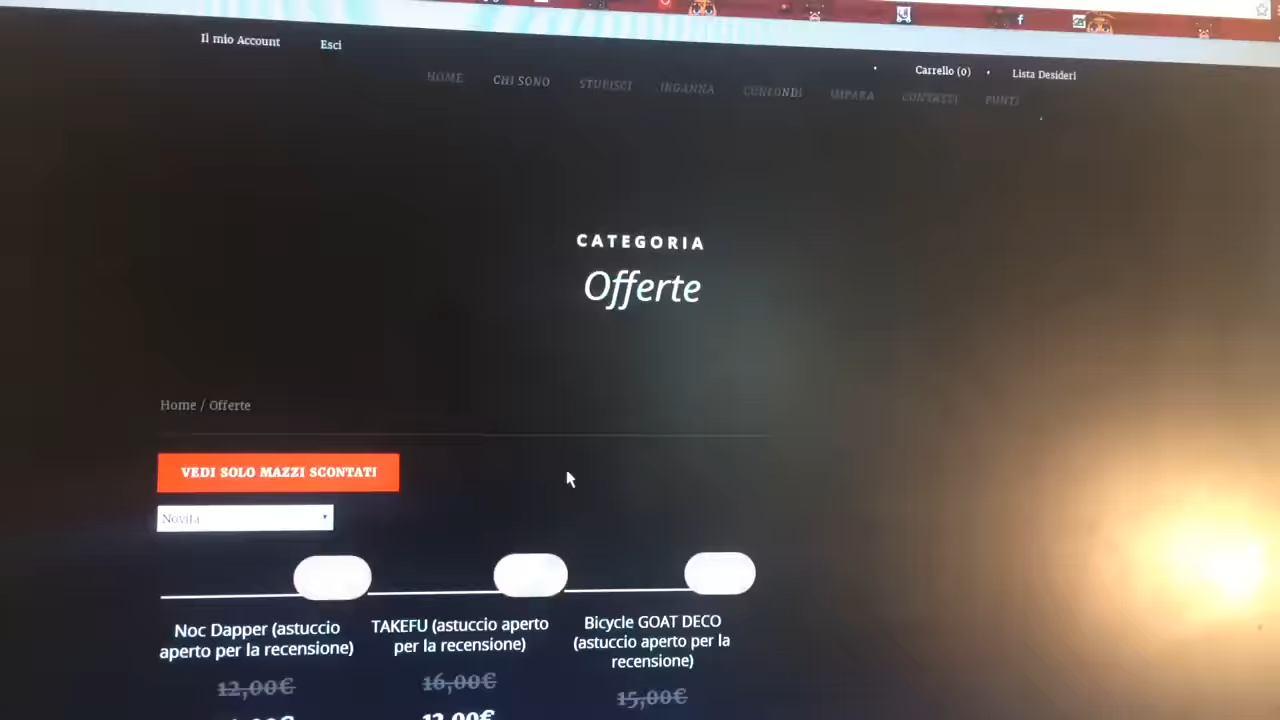 Il mio Account
Esci
Carrello (0)
Lista Desideri
HOME
CHI SONO
STUPISCI
INGANNA
CONFONDI
IMPARA
CONTATTI
PUNTI
CATEGORIA
Offerte
Home / Offerte
VEDI SOLO MAZZI SCONTATI
Novità
Noc Dapper (astuccio
aperto per la recensione)
12,00€
TAKEFU (astuccio aperto
per la recensione)
16,00€
12,00€
Bicycle GOAT DECO
(astuccio aperto per la
recensione)
15,00€